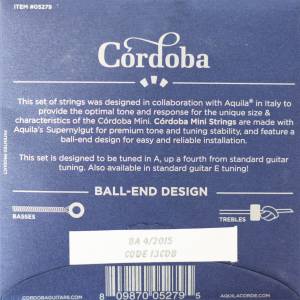 ITEM #05279
Córdoba
This set of strings was designed in collaboration with Aquila® in Italy to
provide the optimal tone and response for the unique size &
characteristics of the Córdoba Mini. Córdoba Mini Strings are made with
Aquila's Supernylgut for premium tone and tuning stability, and feature a
ball-end design for easy and reliable installation.
This set is designed to be tuned in A, up a fourth from standard guitar
tuning. Also available in standard guitar E tuning!
PATENTED PRODUCT
BALL-END DESIGN
BASSES
TREBLES
BA 4/2015
CODE 13CDB
CORDOBAGUITARS.COM
AQUILACORDE.COM
8 09870 05279 5